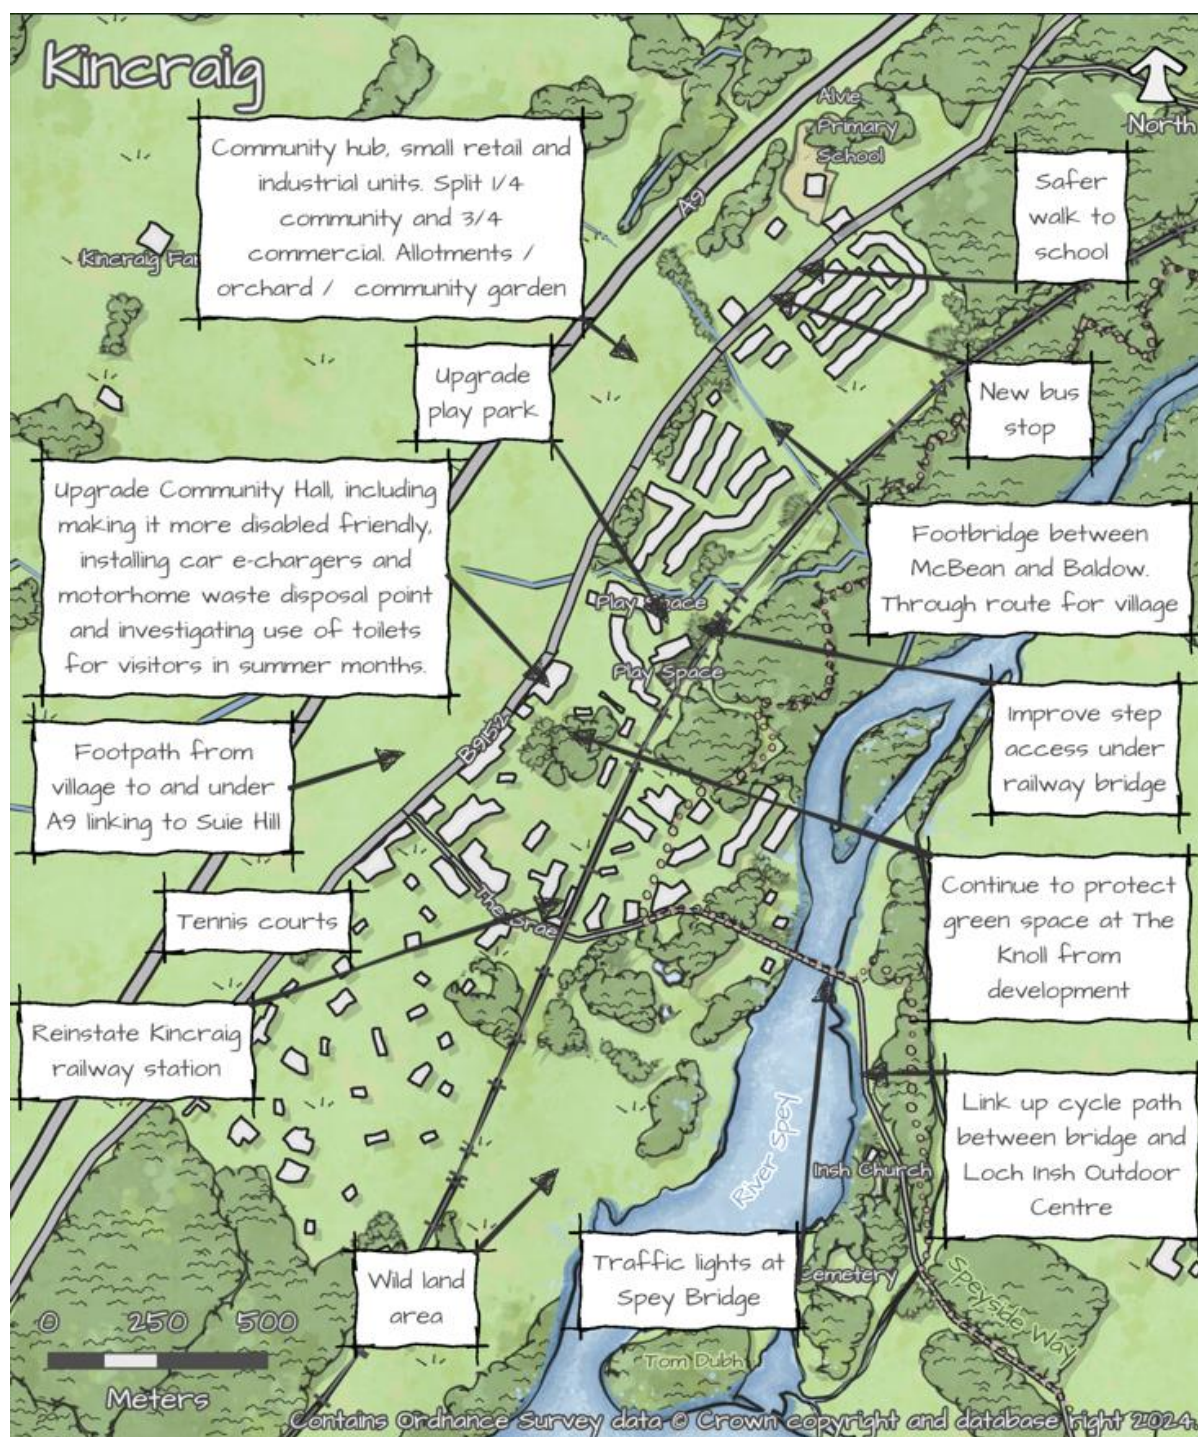 Kincraig
Alvie
Primary
School
North
Community hub, small retail and
industrial units. Split 1/4
community and 3/4
commercial. Allotments /
orchard / community garden
Safer
walk to
school
A9
Kincraig Fa
Upgrade
play park
New bus
stop
Upgrade Community Hall, including
making it more disabled friendly,
installing car e-chargers and
motorhome waste disposal point
and investigating use of toilets
for visitors in summer months.
Footbridge between
McBean and Baldow.
Through route for village
Play Space
Play Space
Improve step
access under
railway bridge
B9152
Footpath from
village to and under
A9 linking to Suie Hill
Tennis courts
The Brae
Continue to protect
green space at The
Knoll from
development
Reinstate Kincraig
railway station
Link up cycle path
between bridge and
Loch Insh Outdoor
Centre
River Spey
Insh Church
Wild land
area
Traffic lights at
Spey Bridge
Cemetery
Speyside Way
0 250 500
Meters
Tom Dubh
Contains Ordnance Survey data © Crown copyright and database right 2024.